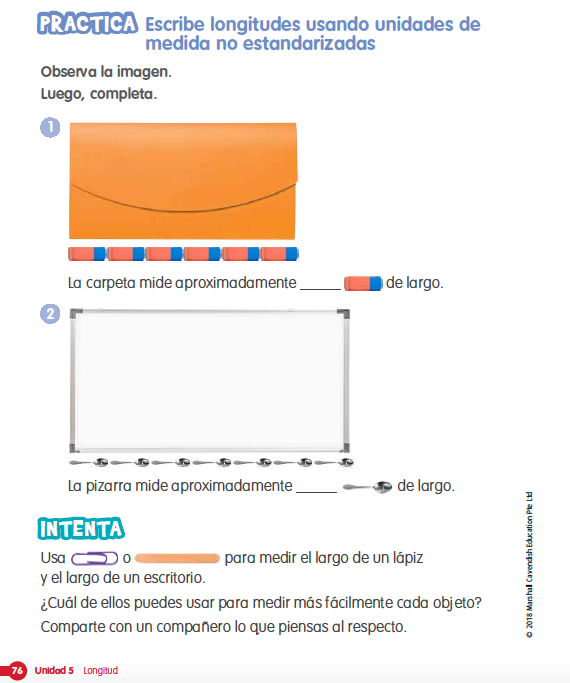 PRACTICA Escribe longitudes usando unidades de
medida no estandarizadas
Observa la imagen.
Luego, completa.
1
La carpeta mide aproximadamente _____ de largo.
2
La pizarra mide aproximadamente _____ de largo.
INTENTA
Usa o para medir el largo de un lápiz
y el largo de un escritorio.
¿Cuál de ellos puedes usar para medir más fácilmente cada objeto?
Comparte con un compañero lo que piensas al respecto.
© 2018 Marshall Cavendish Education Pte Ltd
76 Unidad 5 Longitud